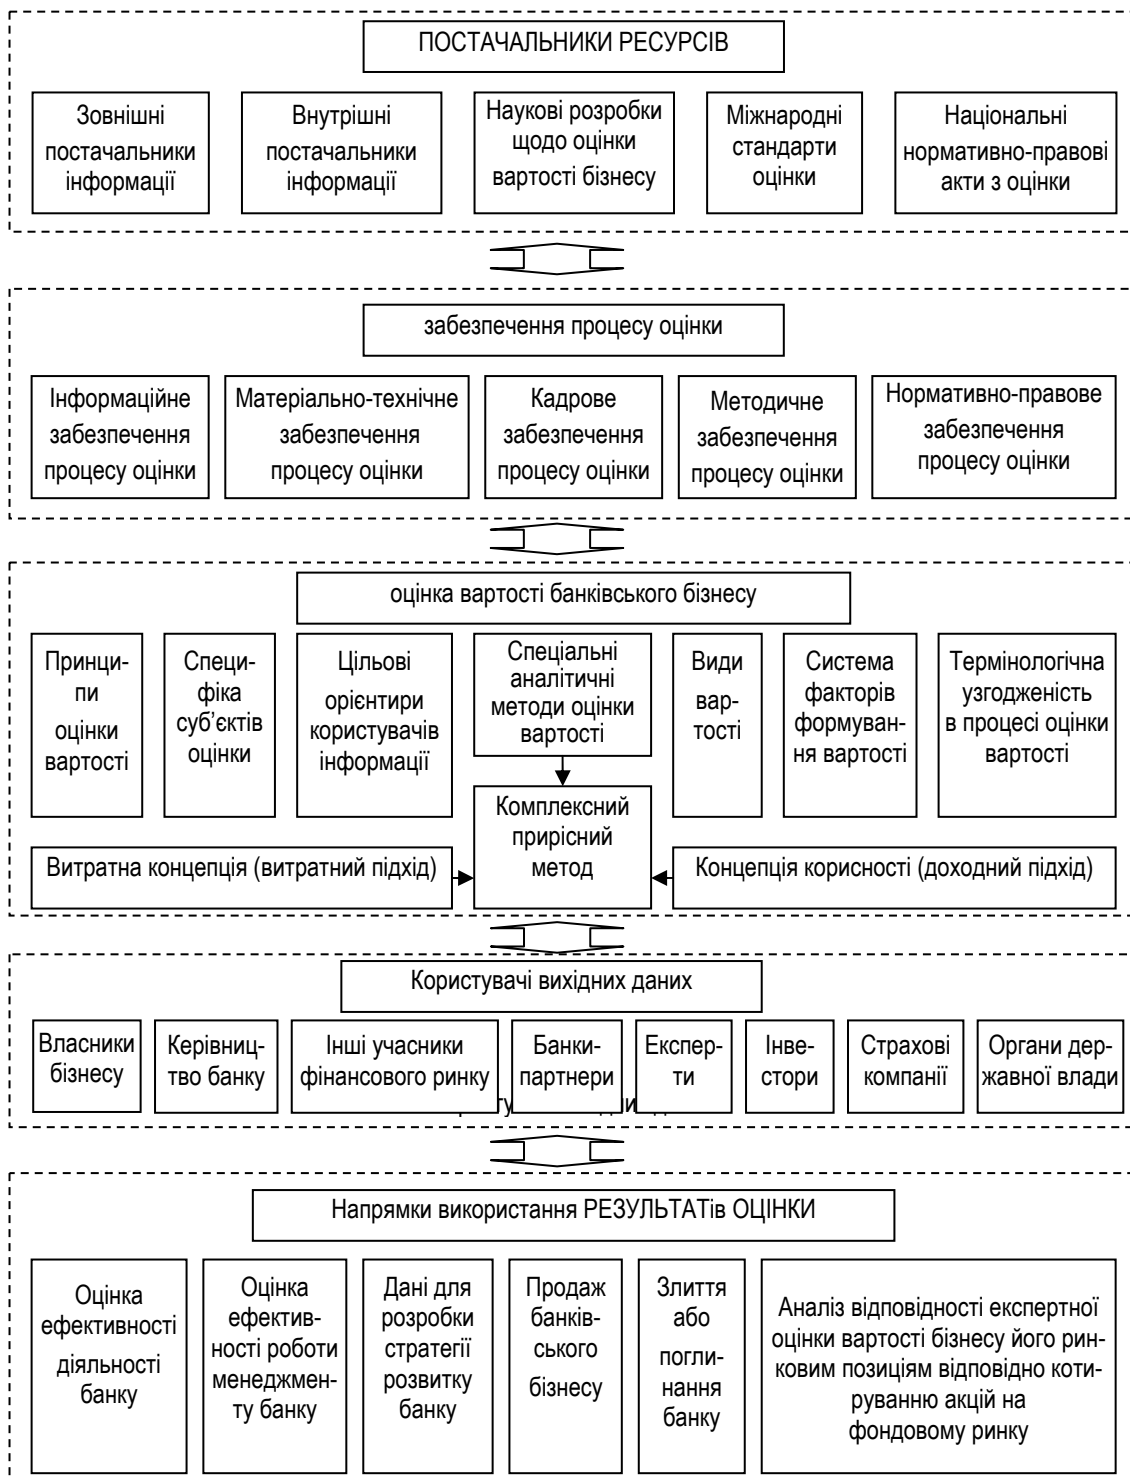 ПОСТАЧАЛЬНИКИ РЕСУРСІВ
Зовнішні
постачальники
інформації
Внутрішні
постачальники
інформації
Наукові розробки
щодо оцінки
вартості бізнесу
Міжнародні
стандарти
оцінки
Національні
нормативно-правові
акти з оцінки
забезпечення процесу оцінки
Інформаційне
забезпечення
процесу оцінки
Матеріально-технічне
забезпечення
процесу оцінки
Кадрове
забезпечення
процесу оцінки
Методичне
забезпечення
процесу оцінки
Нормативно-правове
забезпечення
процесу оцінки
оцінка вартості банківського бізнесу
Принци-
пи
оцінки
вартості
Специ-
фіка
суб’єктів
оцінки
Цільові
орієнтири
користувачів
інформації
Спеціальні
аналітичні
методи оцінки
вартості
Види
вар-
тості
Система
факторів
формуван-
ня вартості
Термінологічна
узгодженість
в процесі оцінки
вартості
Комплексний
прирісний
метод
Витратна концепція (витратний підхід)
Концепція корисності (доходний підхід)
Користувачі вихідних даних
Власники
бізнесу
Керівниц-
тво банку
Інші учасники
фінансового ринку
Банки-
партнери
Експер-
ти
Інве-
стори
Страхові
компанії
Органи дер-
жавної влади
Напрямки використання РЕЗУЛЬТАТів ОЦІНКИ
Оцінка
ефективності
діяльності
банку
Оцінка
ефектив-
ності роботи
менеджмен-
ту банку
Дані для
розробки
стратегії
розвитку
банку
Продаж
банків-
ського
бізнесу
Злиття
або
погли-
нання
банку
Аналіз відповідності експертної
оцінки вартості бізнесу його рин-
ковим позиціям відповідно коти-
руванню акцій на
фондовому ринку